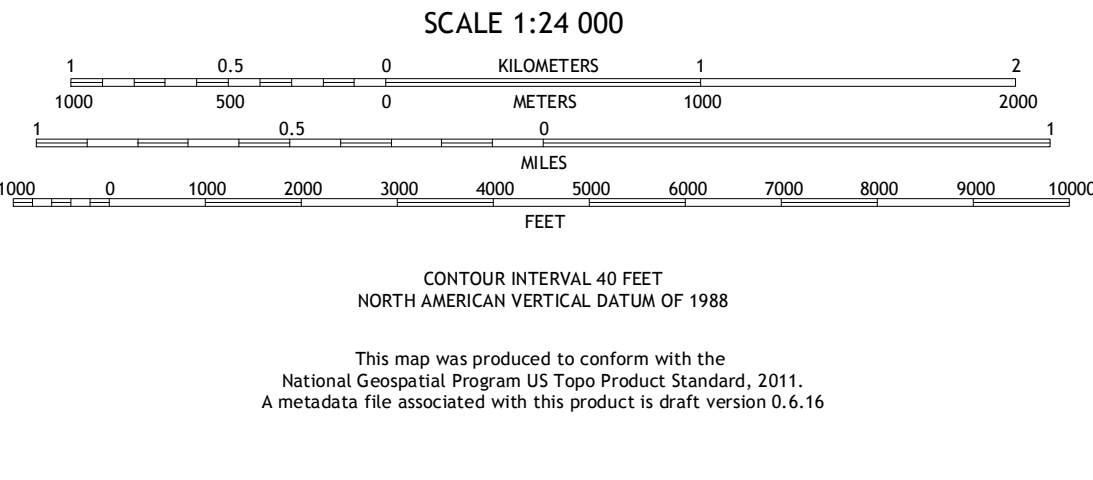 SCALE 1:24 000
1 0.5 0 KILOMETERS 1 2
1000 500 0 METERS 1000 2000
1 0.5 0 1
MILES
1000 0 1000 2000 3000 4000 5000 6000 7000 8000 9000 10000
FEET
CONTOUR INTERVAL 40 FEET
NORTH AMERICAN VERTICAL DATUM OF 1988
This map was produced to conform with the
National Geospatial Program US Topo Product Standard, 2011.
A metadata file associated with this product is draft version 0.6.16